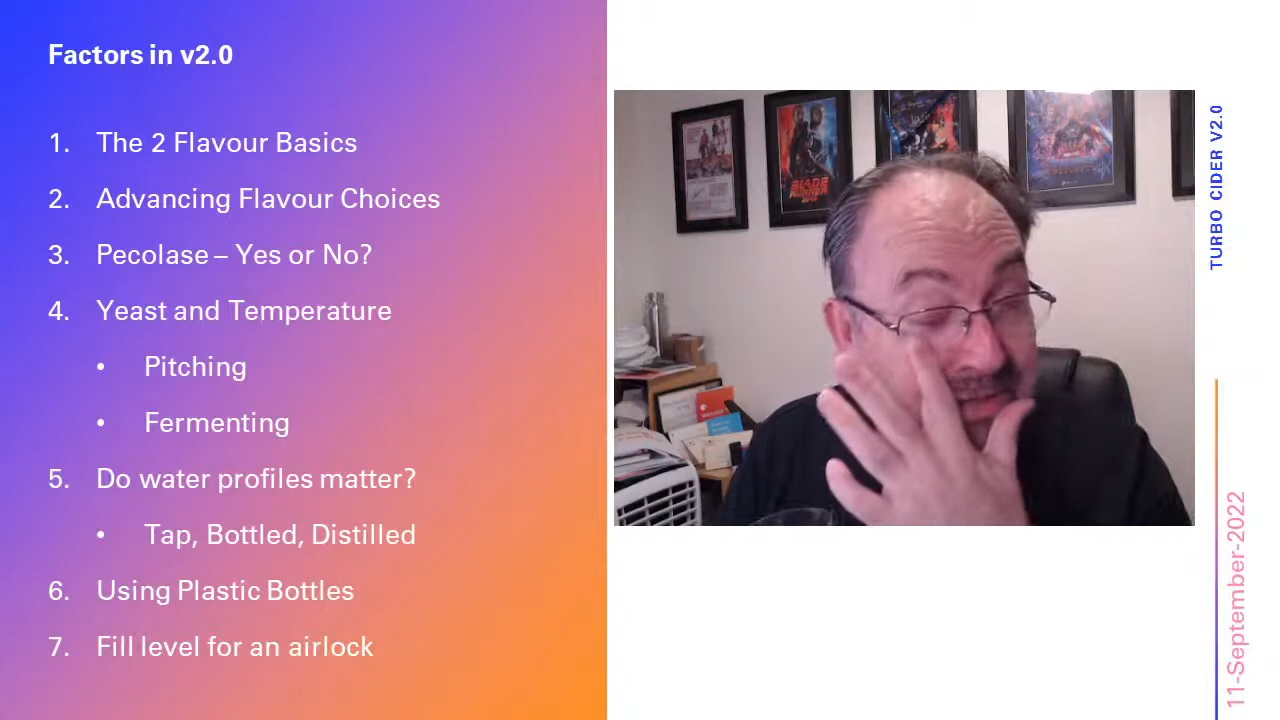 Factors in v2.0
1. The 2 Flavour Basics
2. Advancing Flavour Choices
3. Pecolase – Yes or No?
4. Yeast and Temperature
• Pitching
• Fermenting
5. Do water profiles matter?
• Tap, Bottled, Distilled
6. Using Plastic Bottles
7. Fill level for an airlock
BLADE
RUNNER
TURBO CIDER V2.0
11-September-2022